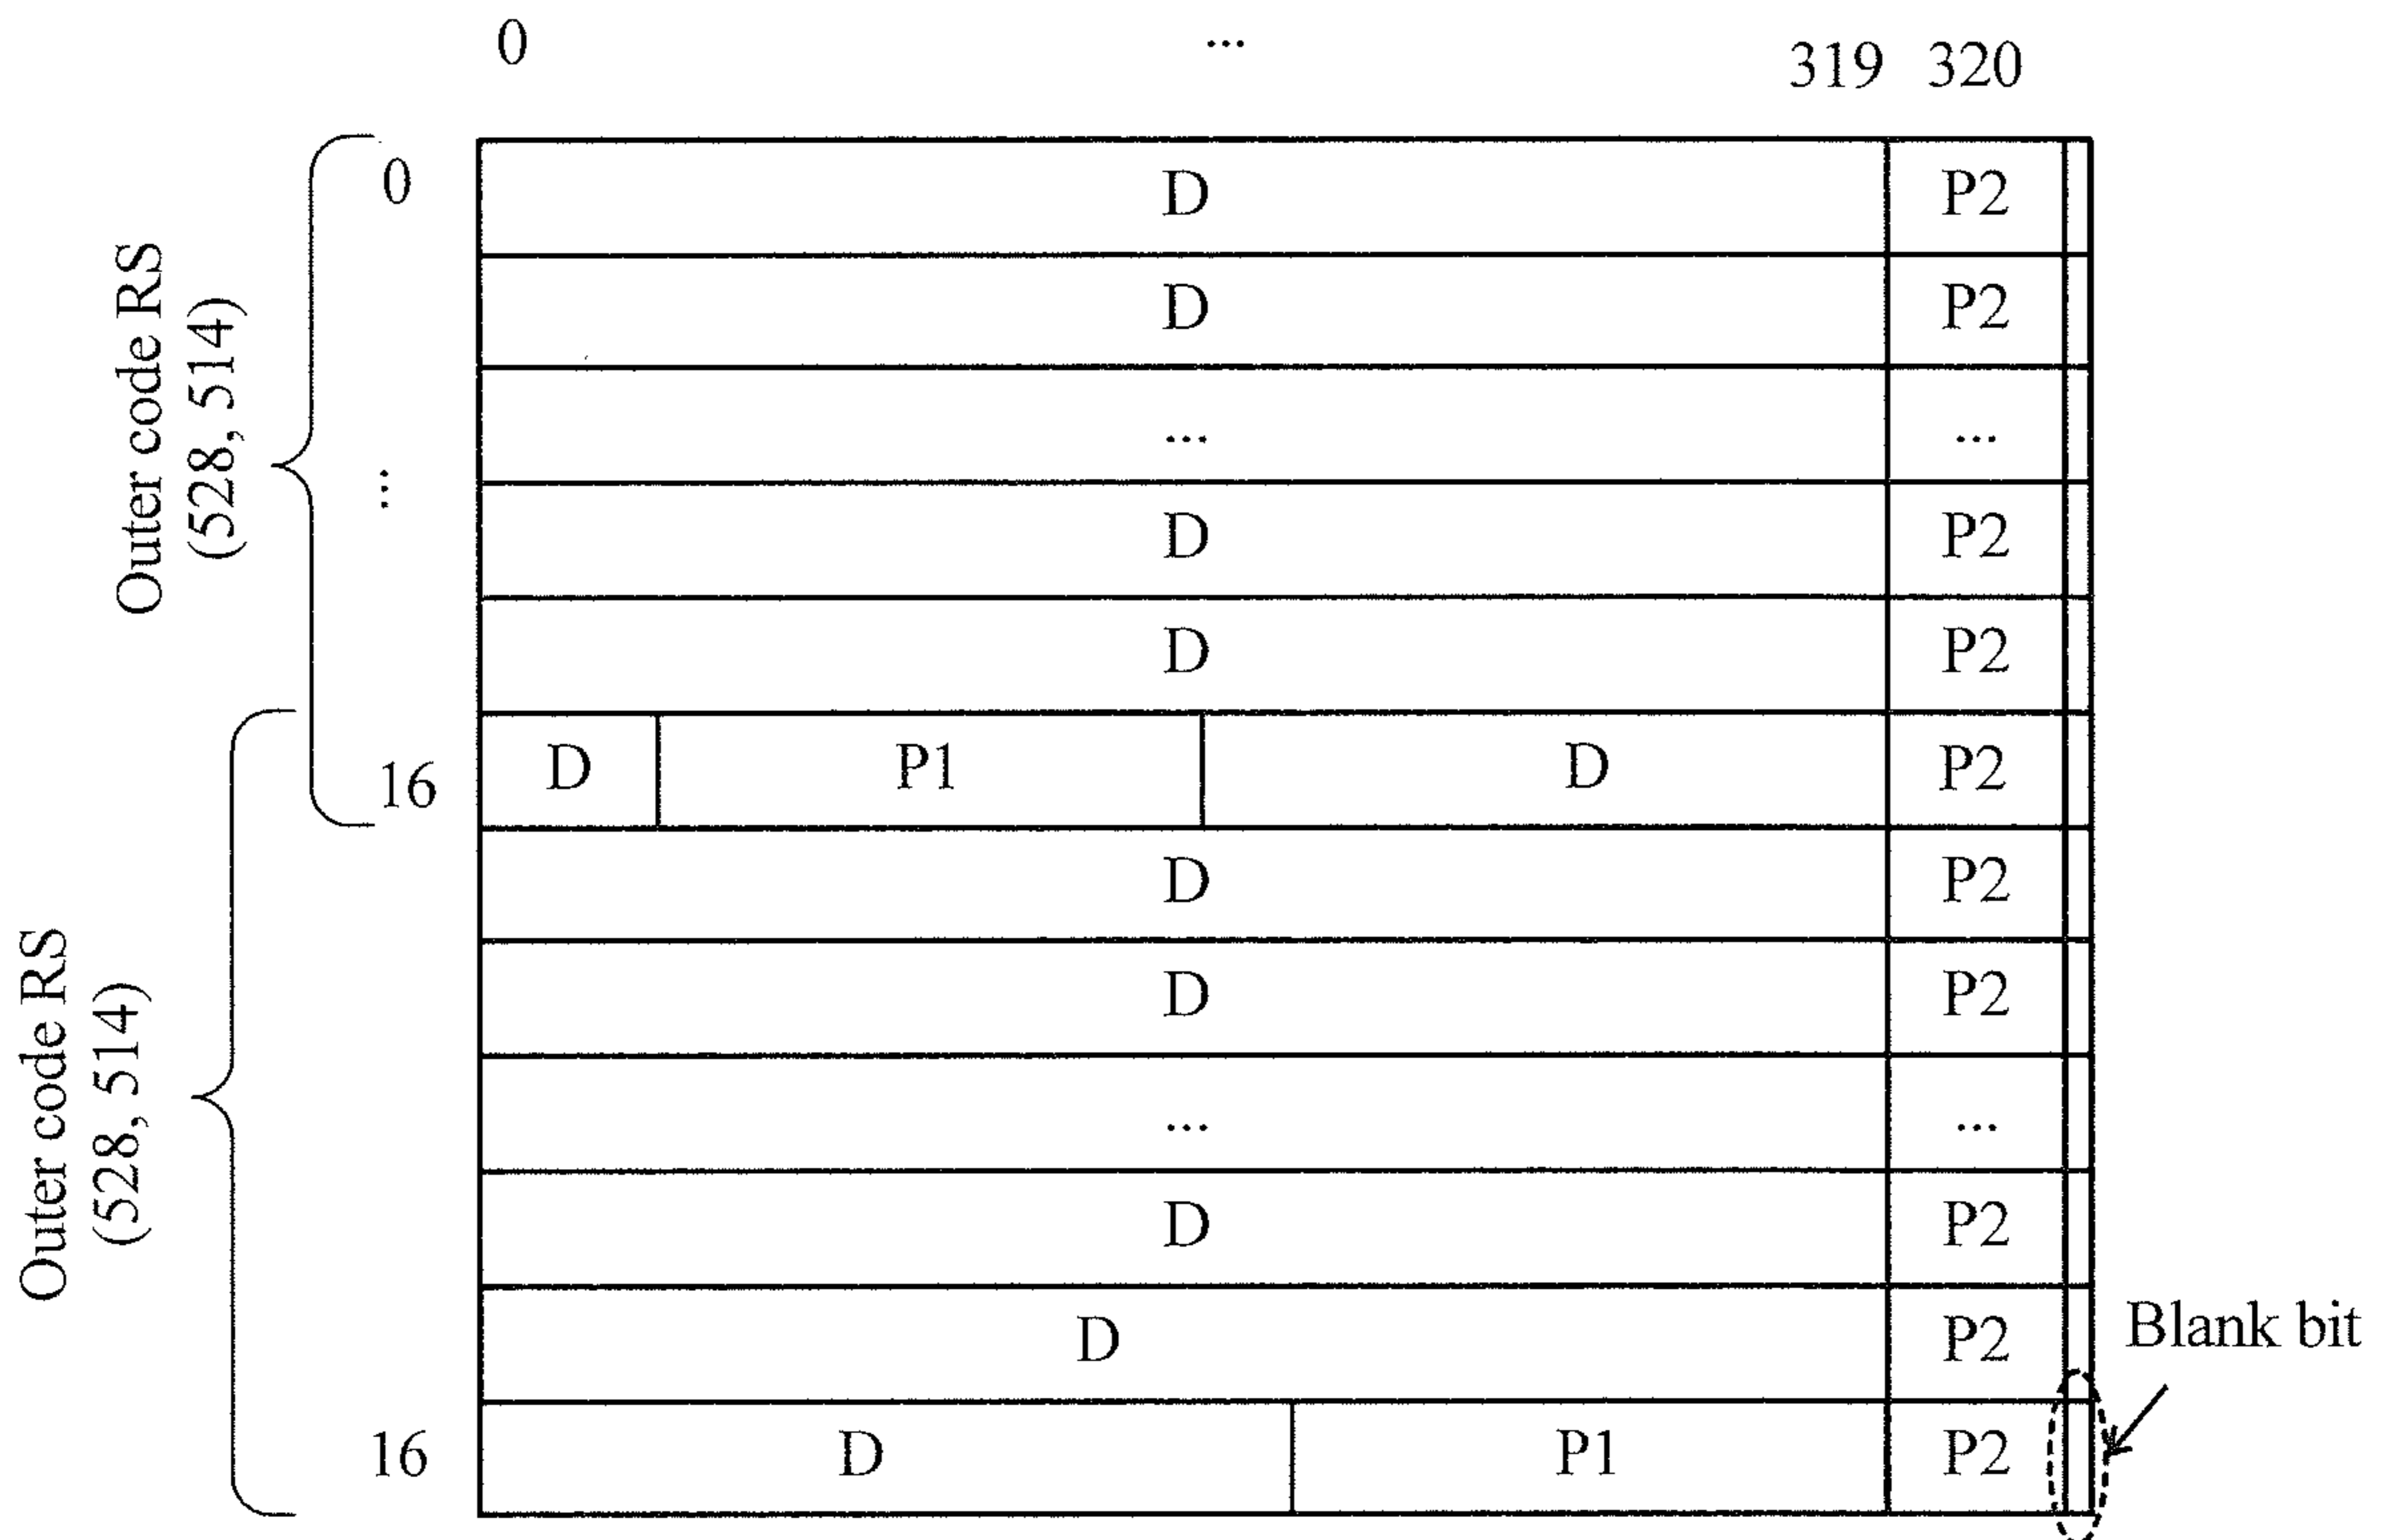 0 ... 319 320
Outer code RS
(528, 514)
0 D P2
D P2
... ...
...
D P2
D P2
16 D P1 D P2
Outer code RS
(528, 514)
D P2
D P2
... ...
D P2
D P2
Blank bit
16 D P1 P2